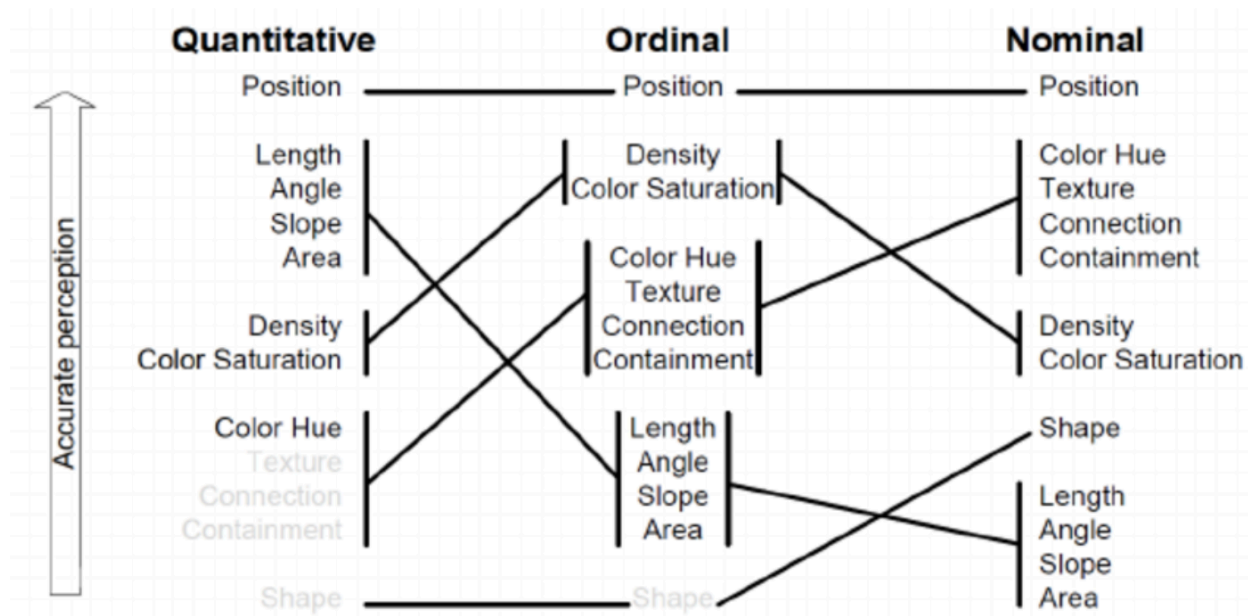 Quantitative Ordinal Nominal
Position Position Position
Length Density Color Hue
Angle Color Saturation Texture
Slope Connection
Area Color Hue Containment
Texture
Density Connection Density
Color Saturation Containment Color Saturation
Color Hue Length Shape
Texture Angle
Connection Slope Length
Containment Area Angle
Slope
Shape Shape Area
Accurate perception